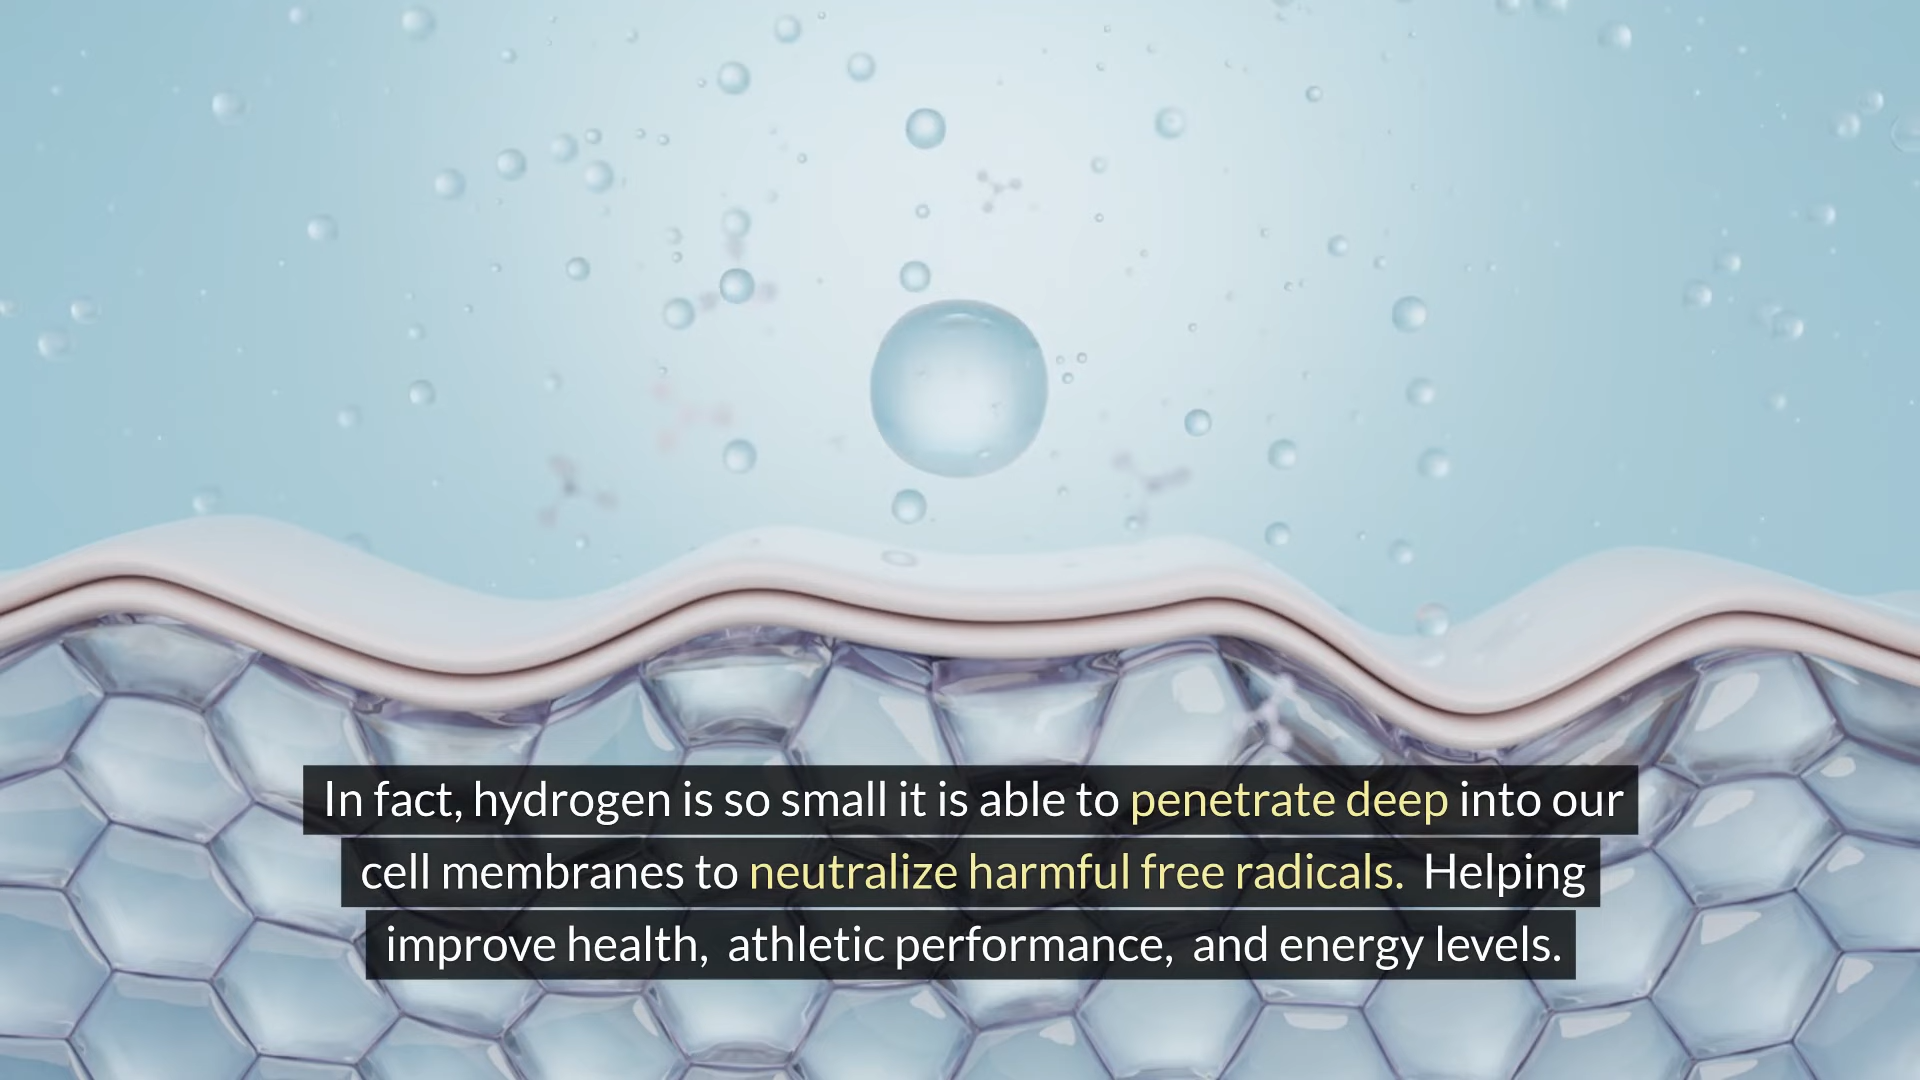 In fact, hydrogen is so small it is able to penetrate deep into our
cell membranes to neutralize harmful free radicals. Helping
improve health, athletic performance, and energy levels.